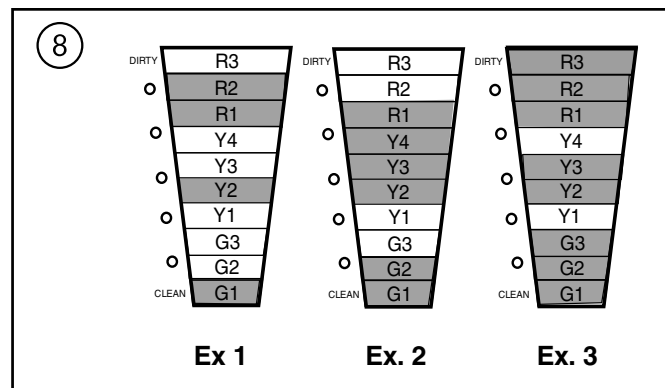 8
DIRTY R3 DIRTY R3 DIRTY R3
R2 R2 R2
R1 R1 R1
Y4 Y4 Y4
Y3 Y3 Y3
Y2 Y2 Y2
Y1 Y1 Y1
G3 G3 G3
G2 G2 G2
CLEAN G1 CLEAN G1 CLEAN G1
Ex 1 Ex. 2 Ex. 3